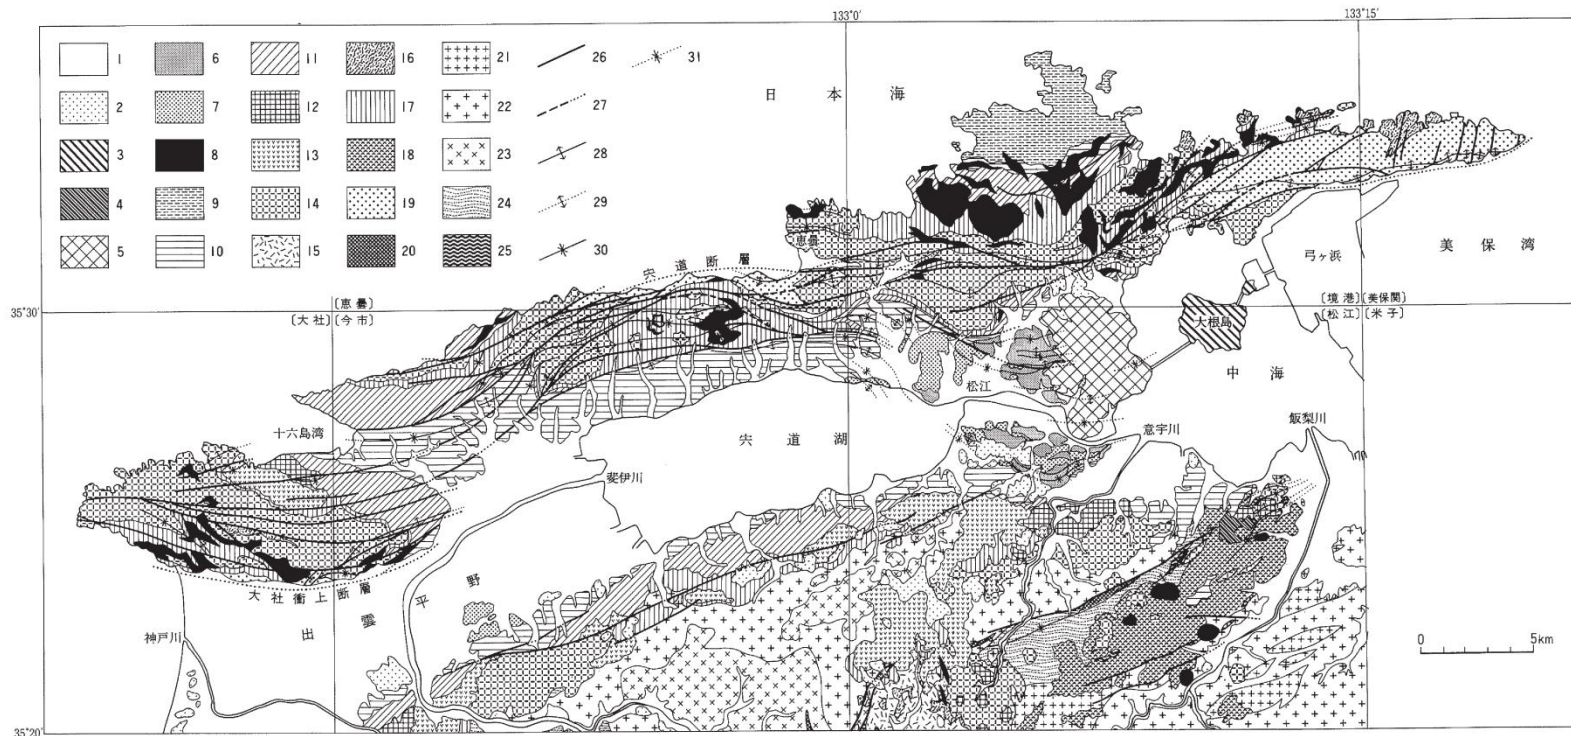 133°0′
133°15′
1 6 11 16 21 26 31
2 7 12 17 22 27
3 8 13 18 23 28
4 9 14 19 24 29
5 10 15 20 25 30
日本海
恵曇
美保湾
弓ヶ浜
宍道断層
35°30′
〔恵曇〕
〔大社〕〔今市〕
〔境港〕〔美保関〕
〔松江〕〔米子〕
大根島
中海
松江
飯梨川
十六島湾
宍道湖
意宇川
斐伊川
大社衝上断層
出雲平野
神戸川
0 5km
35°20′